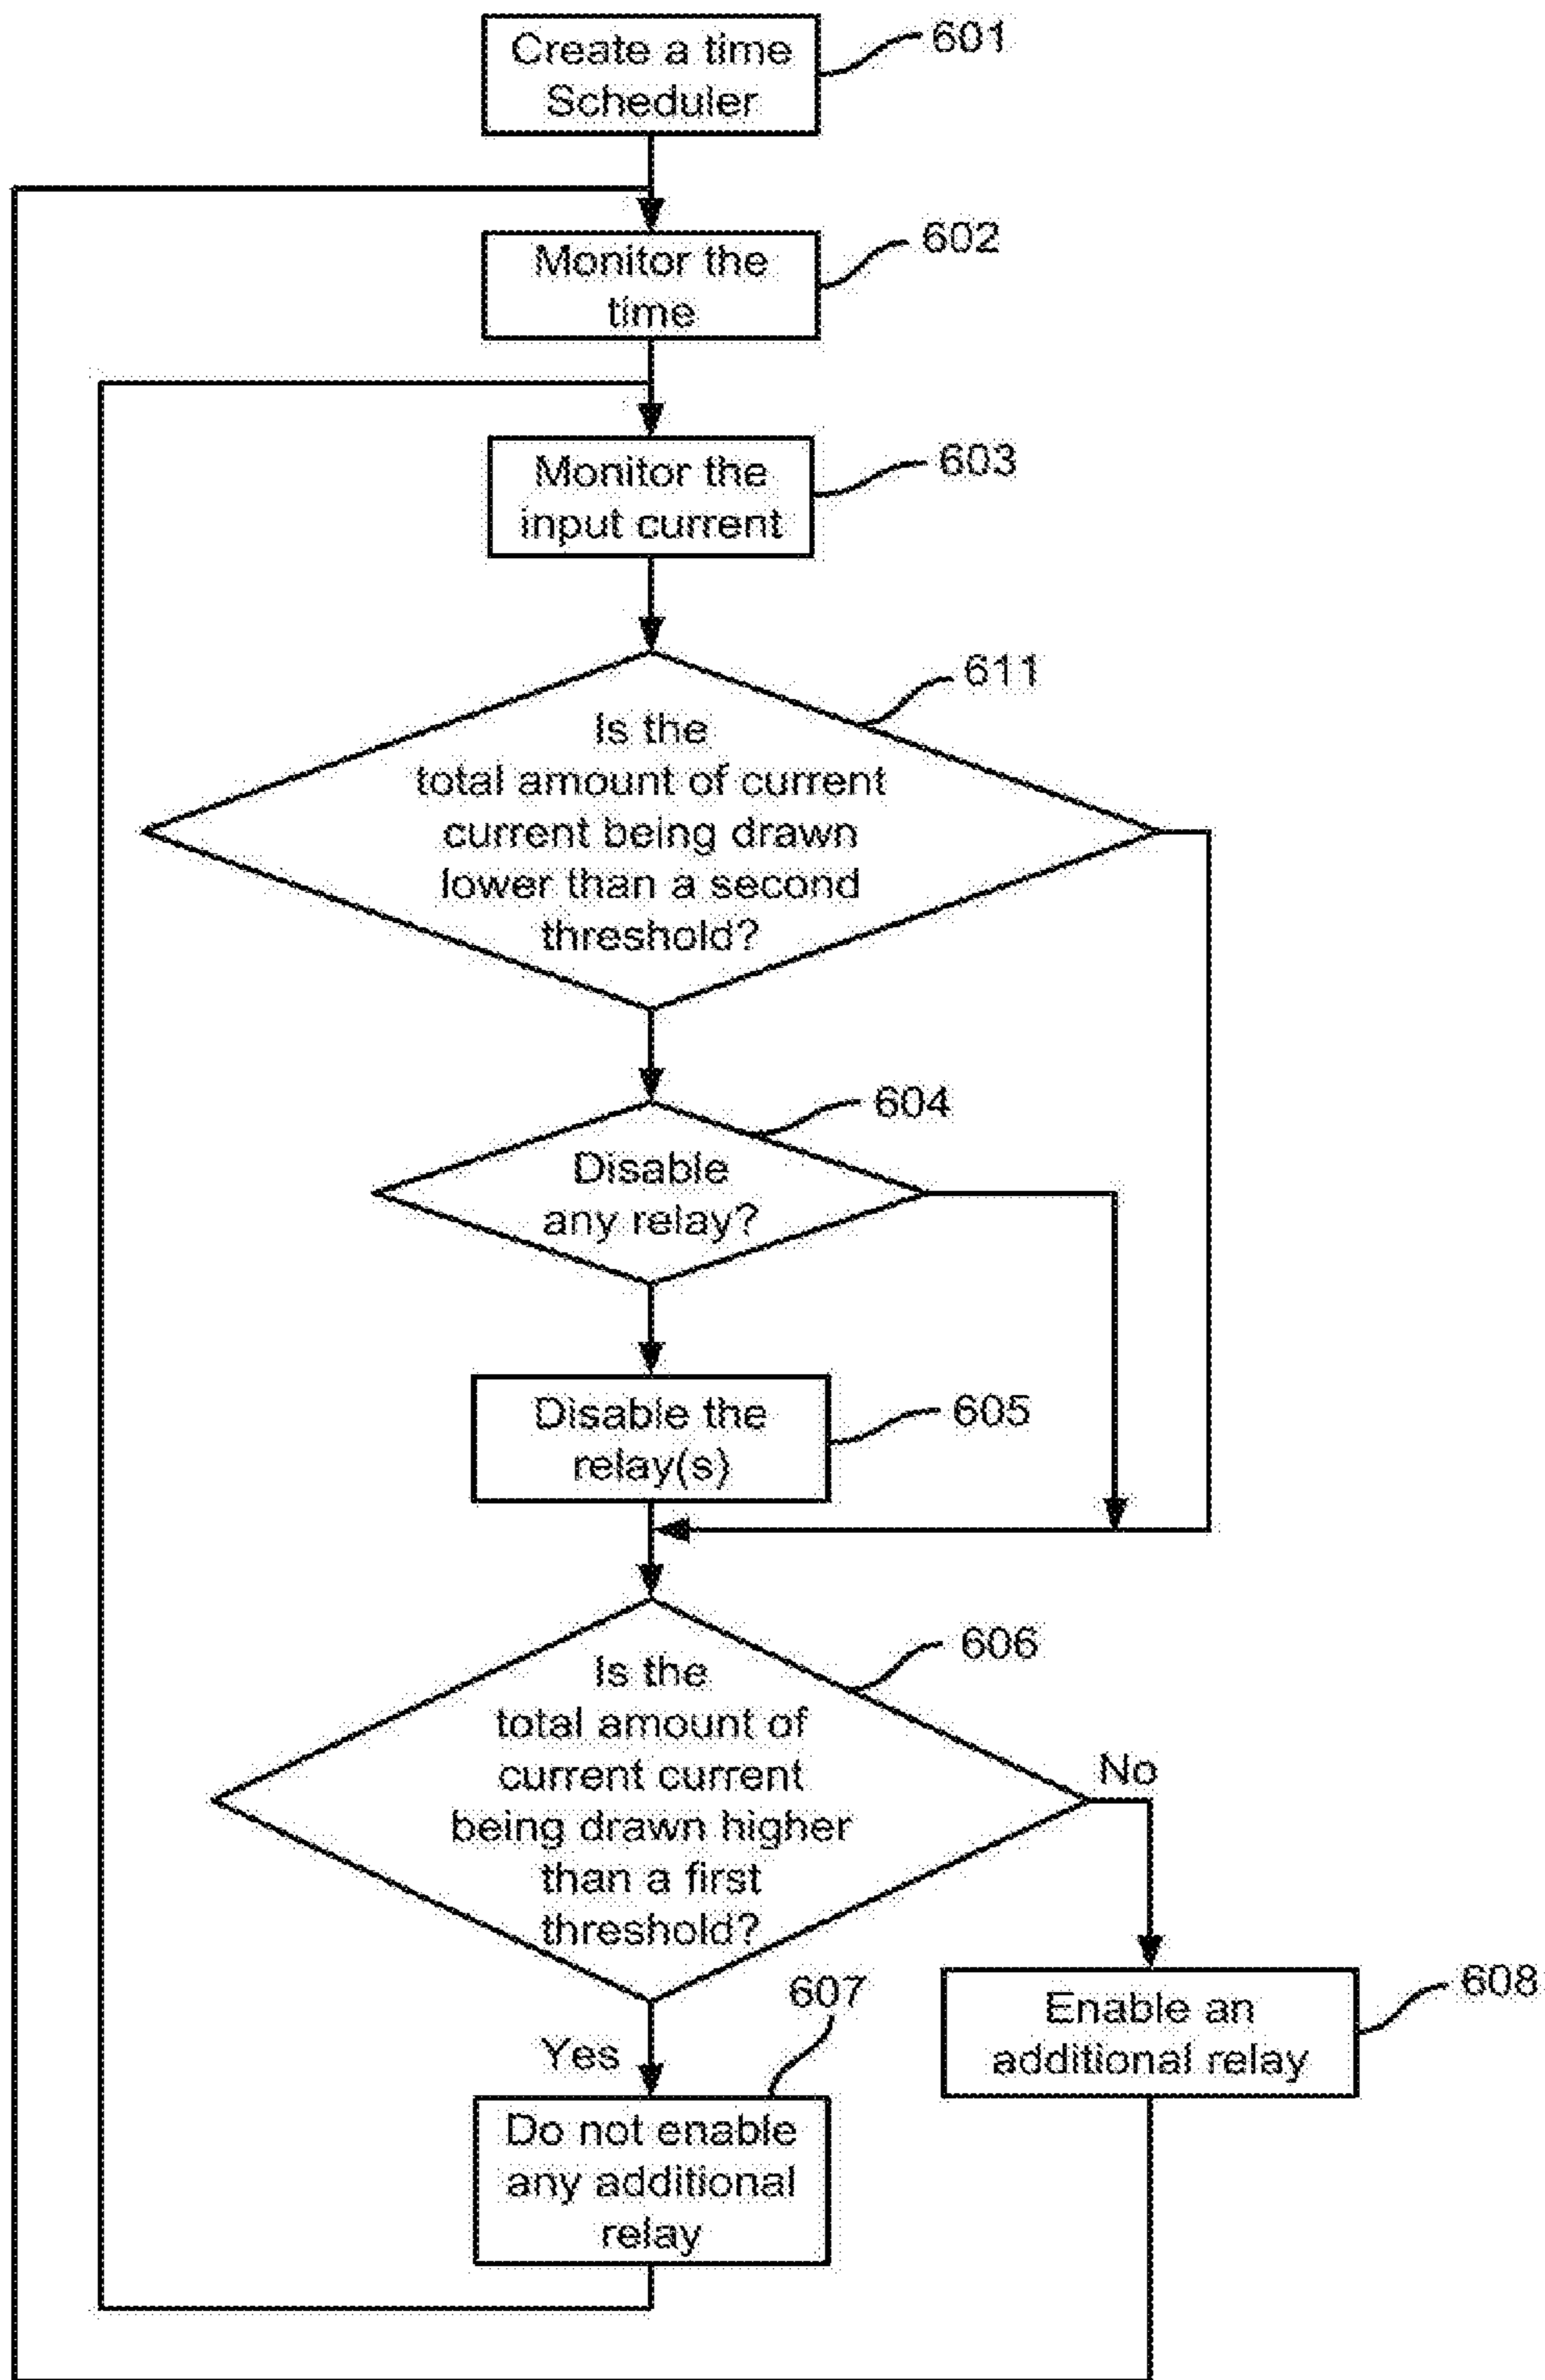 Create a time
Scheduler
601
Monitor the
time
602
Monitor the
input current
603
Is the
total amount of current
current being drawn
lower than a second
threshold?
611
Disable
any relay?
604
Disable the
relay(s)
605
Is the
total amount of
current current
being drawn higher
than a first
threshold?
606
No
Yes
607
Do not enable
any additional
relay
Enable an
additional relay
608